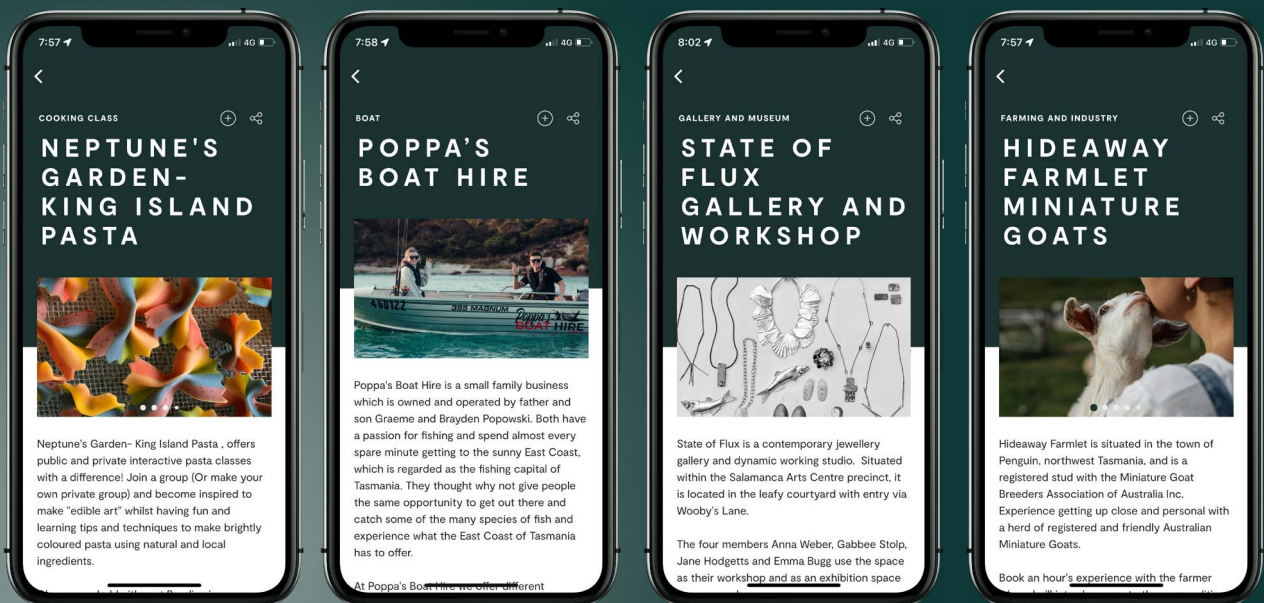 7:57
4G
COOKING CLASS
NEPTUNE'S
GARDEN-
KING ISLAND
PASTA
Neptune's Garden- King Island Pasta , offers
public and private interactive pasta classes
with a difference! Join a group (Or make your
own private group) and become inspired to
make "edible art" whilst having fun and
learning tips and techniques to make brightly
coloured pasta using natural and local
ingredients.
7:58
4G
BOAT
POPPA’S
BOAT HIRE
460122
395 MAGNUM
Poppa's
BOAT HIRE
Poppa's Boat Hire is a small family business
which is owned and operated by father and
son Graeme and Brayden Popowski. Both have
a passion for fishing and spend almost every
spare minute getting to the sunny East Coast,
which is regarded as the fishing capital of
Tasmania. They thought why not give people
the same opportunity to get out there and
catch some of the many species of fish and
experience what the East Coast of Tasmania
has to offer.
At Poppa's Boat Hire we offer different
8:02
4G
GALLERY AND MUSEUM
STATE OF
FLUX
GALLERY AND
WORKSHOP
State of Flux is a contemporary jewellery
gallery and dynamic working studio.  Situated
within the Salamanca Arts Centre precinct, it
is located in the leafy courtyard with entry via
Wooby's Lane.
The four members Anna Weber, Gabbee Stolp,
Jane Hodgetts and Emma Bugg use the space
as their workshop and as an exhibition space
7:57
4G
FARMING AND INDUSTRY
HIDEAWAY
FARMLET
MINIATURE
GOATS
Hideaway Farmlet is situated in the town of
Penguin, northwest Tasmania, and is a
registered stud with the Miniature Goat
Breeders Association of Australia Inc.
Experience getting up close and personal with
a herd of registered and friendly Australian
Miniature Goats.
Book an hour's experience with the farmer